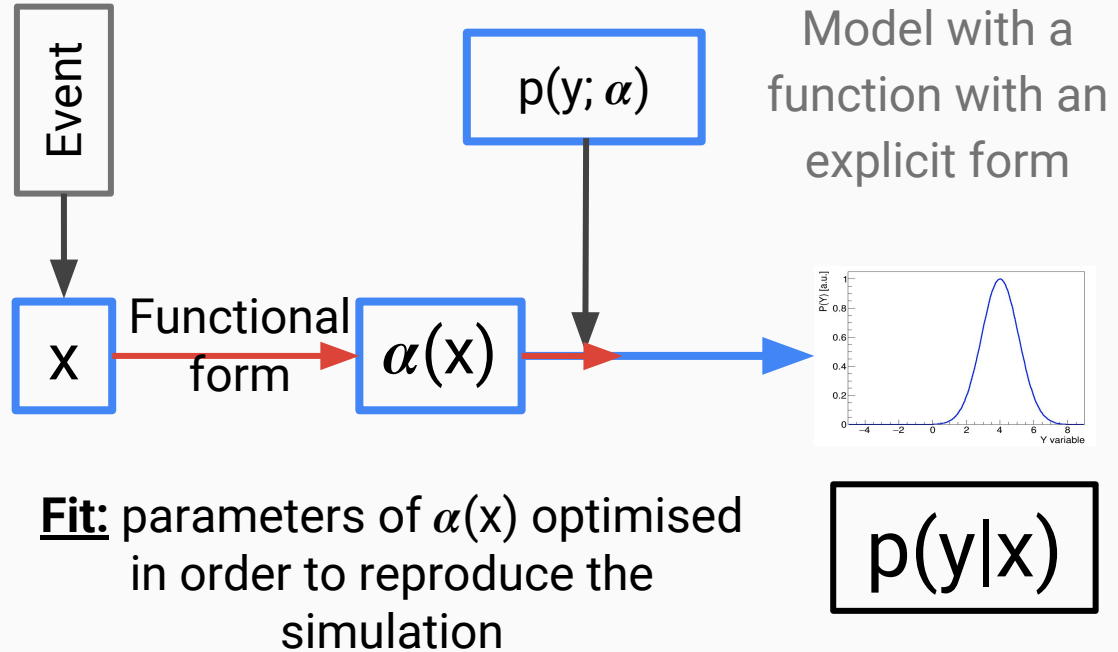 Event
p(y; α)
Model with a
function with an
explicit form
x
Functional
form
α(x)
P(Y) [a.u.]
1
0.8
0.6
0.4
0.2
0
−4 −2 0 2 4 6 8
Y variable
Fit: parameters of α(x) optimised
in order to reproduce the
simulation
p(y|x)